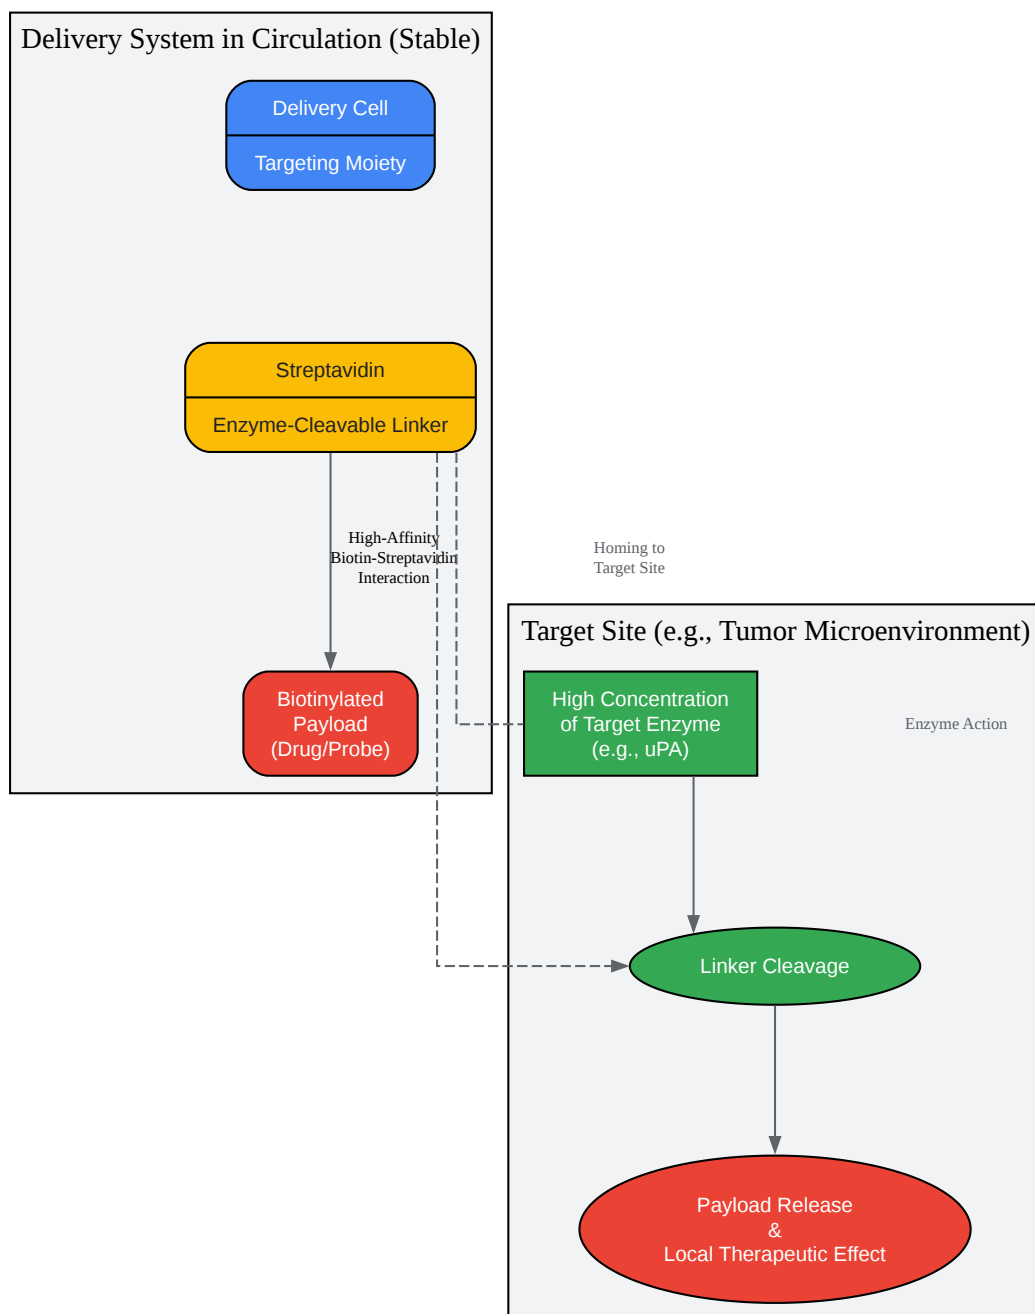 Delivery System in Circulation (Stable)
Delivery Cell
Targeting Moiety
Streptavidin
Enzyme-Cleavable Linker
High-Affinity
Biotin-Streptavidin
Interaction
Homing to
Target Site
Biotinylated
Payload
(Drug/Probe)
Target Site (e.g., Tumor Microenvironment)
High Concentration
of Target Enzyme
(e.g., uPA)
Enzyme Action
Linker Cleavage
Payload Release
&
Local Therapeutic Effect